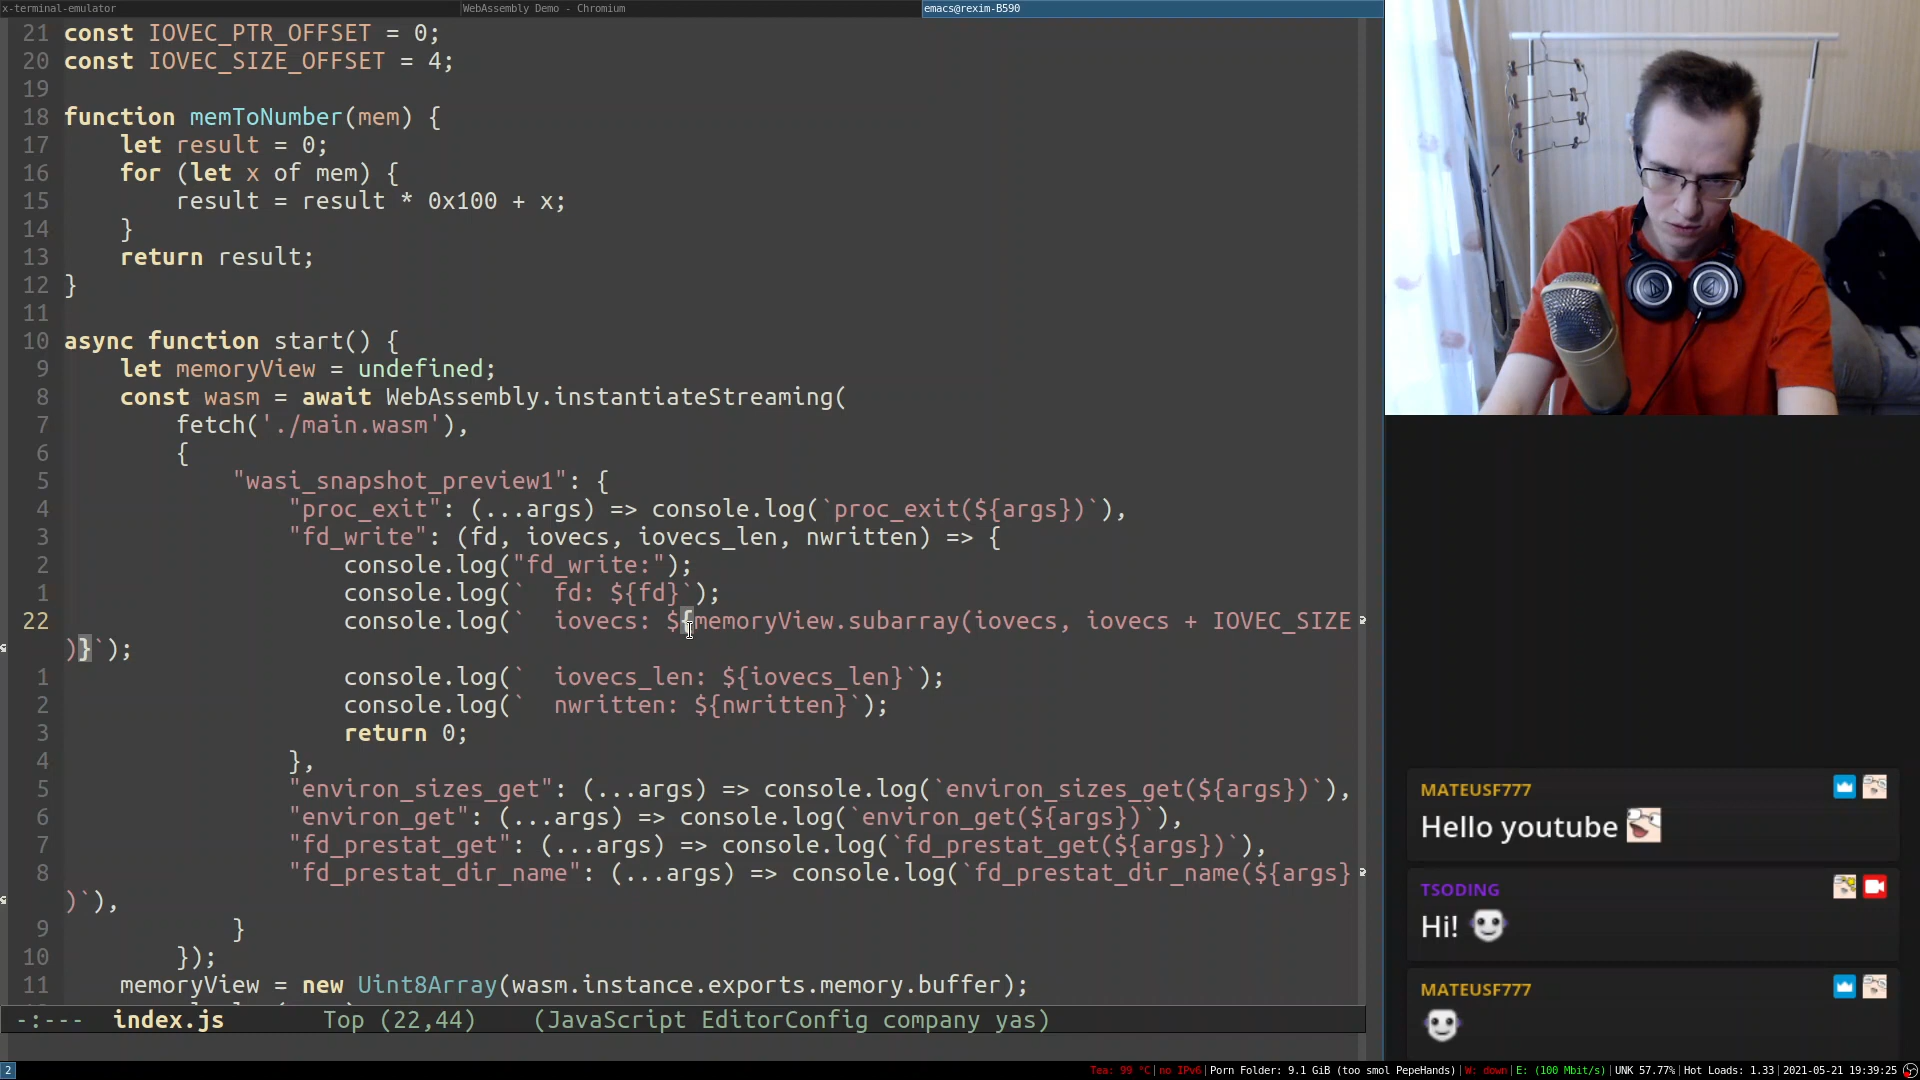 x-terminal-emulator
WebAssembly Demo - Chromium
emacs@rexim-B590
21 const IOVEC_PTR_OFFSET = 0;
20 const IOVEC_SIZE_OFFSET = 4;
19
18 function memToNumber(mem) {
17 let result = 0;
16 for (let x of mem) {
15 result = result * 0x100 + x;
14 }
13 return result;
12 }
11
10 async function start() {
9 let memoryView = undefined;
8 const wasm = await WebAssembly.instantiateStreaming(
7 fetch('./main.wasm'),
6 {
5 "wasi_snapshot_preview1": {
4 "proc_exit": (...args) => console.log(`proc_exit(${args})`),
3 "fd_write": (fd, iovecs, iovecs_len, nwritten) => {
2 console.log("fd_write:");
1 console.log(`  fd: ${fd}`);
22 console.log(`  iovecs: ${memoryView.subarray(iovecs, iovecs + IOVEC_SIZE
)}`);
1 console.log(`  iovecs_len: ${iovecs_len}`);
2 console.log(`  nwritten: ${nwritten}`);
3 return 0;
4 },
5 "environ_sizes_get": (...args) => console.log(`environ_sizes_get(${args})`),
6 "environ_get": (...args) => console.log(`environ_get(${args})`),
7 "fd_prestat_get": (...args) => console.log(`fd_prestat_get(${args})`),
8 "fd_prestat_dir_name": (...args) => console.log(`fd_prestat_dir_name(${args}
)`),
9 }
10 });
11 memoryView = new Uint8Array(wasm.instance.exports.memory.buffer);
-:--- index.js Top (22,44) (JavaScript EditorConfig company yas)
MATEUSF777
Hello youtube
TSODING
Hi!
MATEUSF777
2
Tea: 99 °C|no IPv6|Porn Folder: 9.1 GiB (too smol PepeHands)|W: down|E: (100 Mbit/s)|UNK 57.77%|Hot Loads: 1.33|2021-05-21 19:39:25